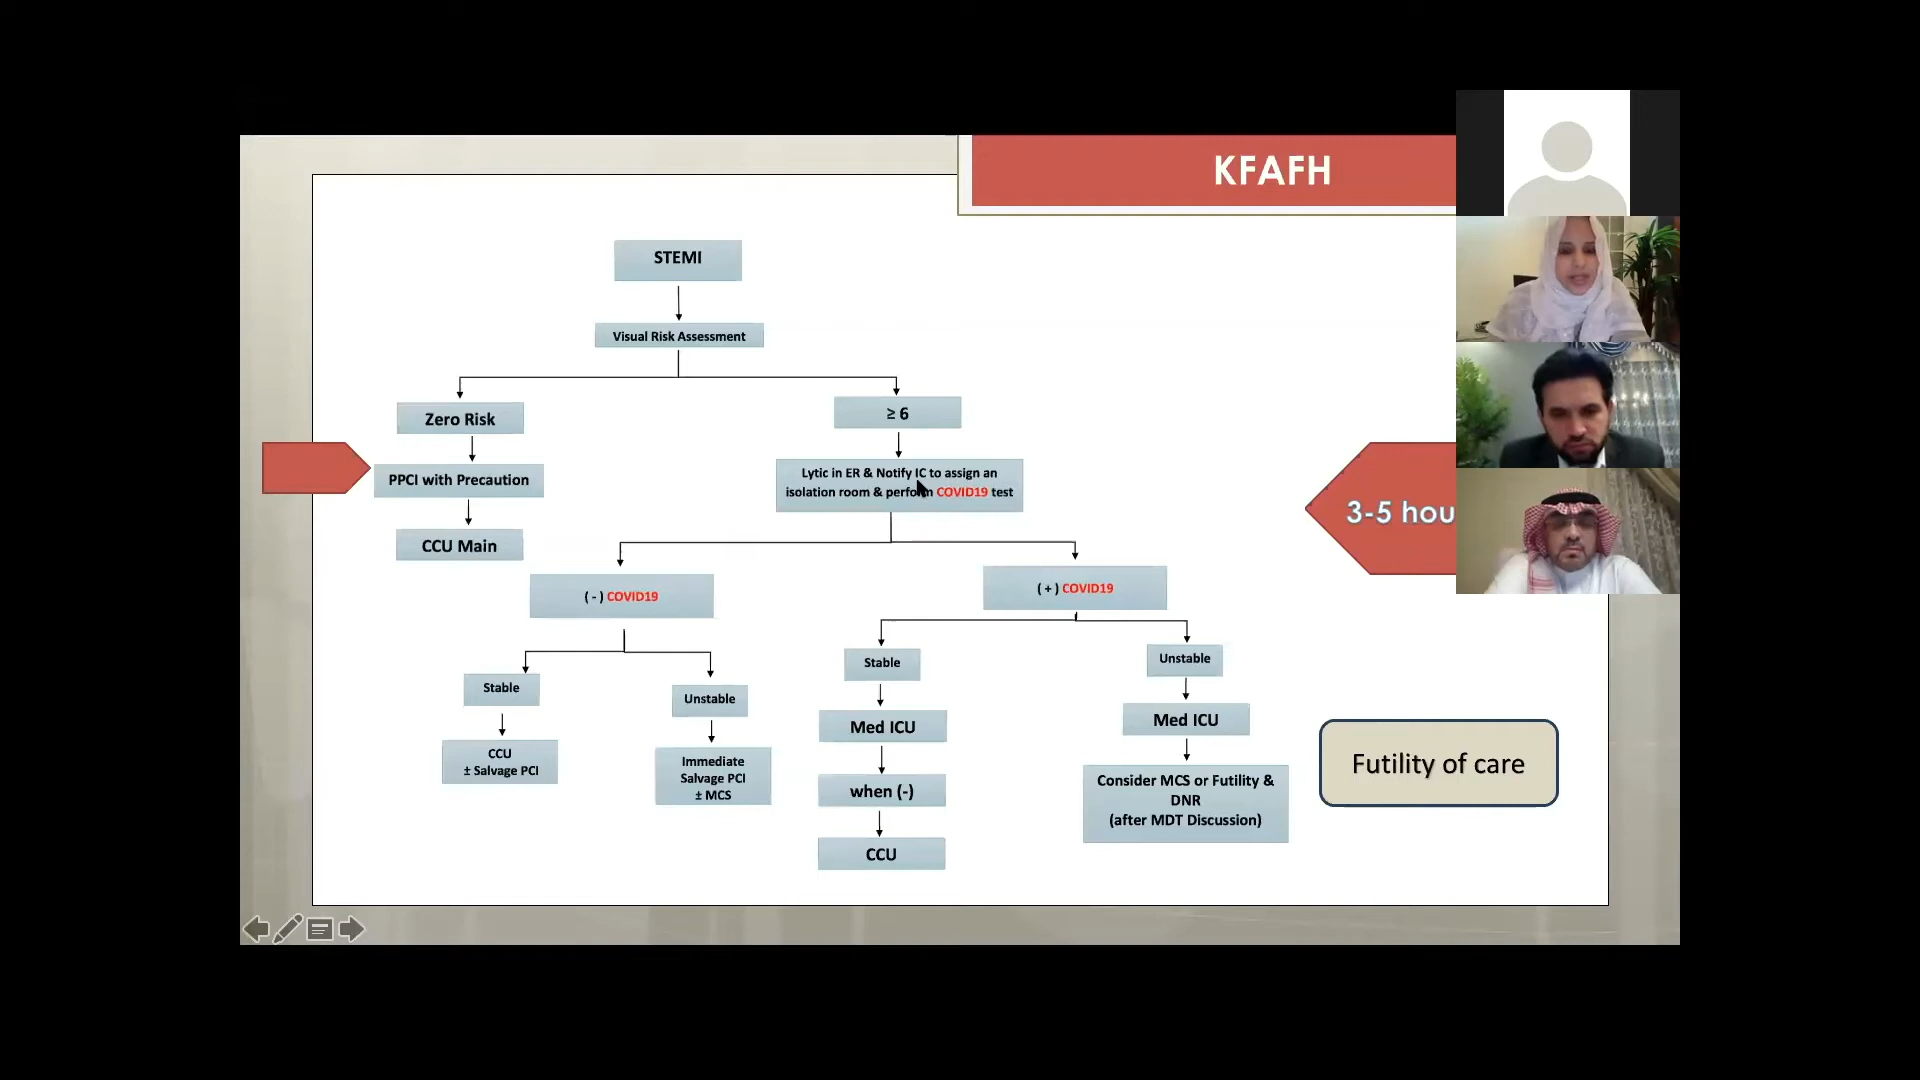 KFAFH
STEMI
Visual Risk Assessment
Zero Risk
≥ 6
PPCI with Precaution
Lytic in ER & Notify IC to assign an
isolation room & perform COVID19 test
3-5 hou
CCU Main
( - ) COVID19
( + ) COVID19
Stable
Unstable
Stable
Unstable
CCU
± Salvage PCI
Immediate
Salvage PCI
± MCS
Med ICU
when (-)
CCU
Med ICU
Consider MCS or Futility &
DNR
(after MDT Discussion)
Futility of care